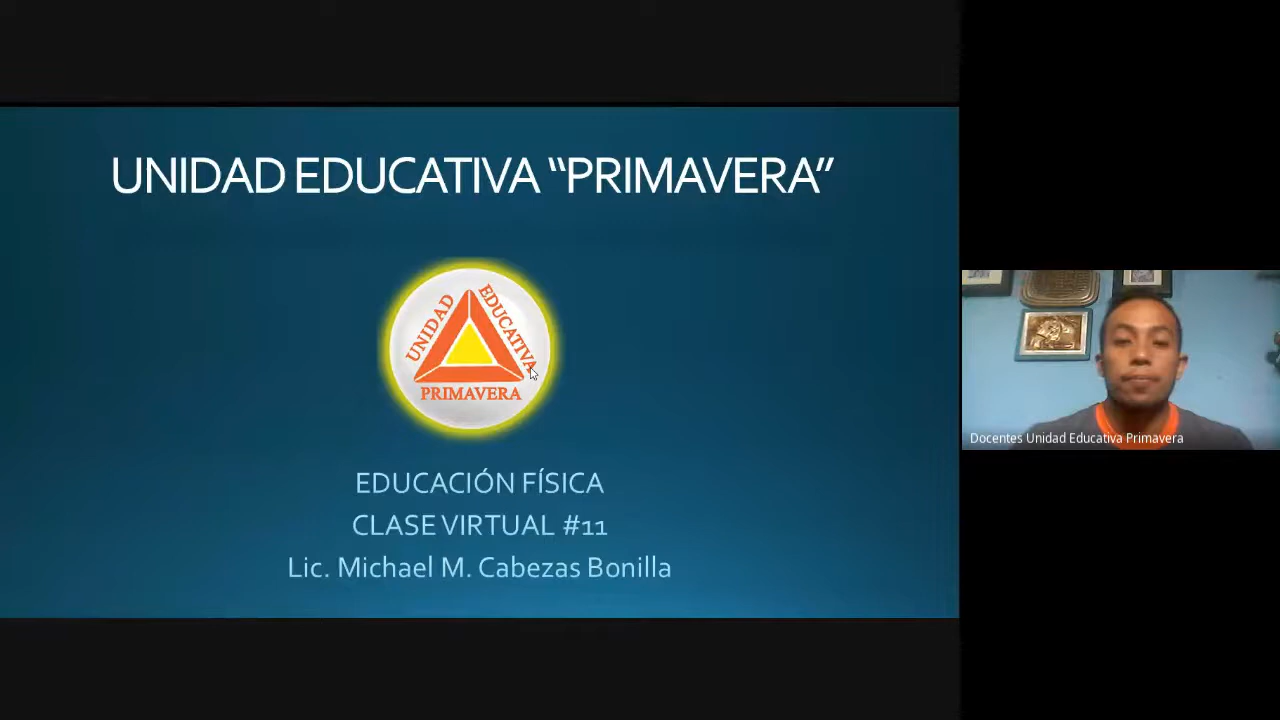 UNIDAD EDUCATIVA “PRIMAVERA”
UNIDAD EDUCATIVA
PRIMAVERA
EDUCACIÓN FÍSICA
CLASE VIRTUAL #11
Lic. Michael M. Cabezas Bonilla
Docentes Unidad Educativa Primavera